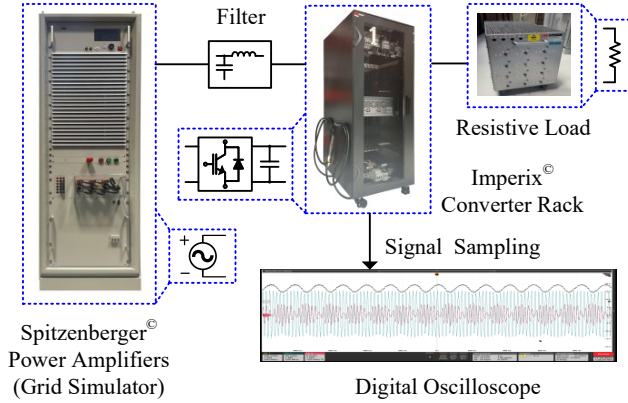 Filter
Resistive Load
Imperix©
Converter Rack
Signal Sampling
Spitzenberger©
Power Amplifiers
(Grid Simulator)
Digital Oscilloscope
+
−